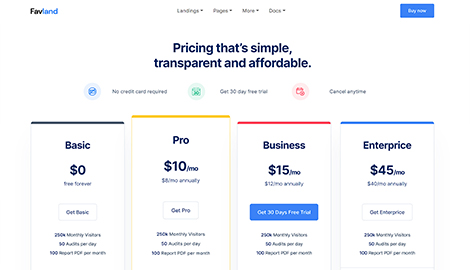 Favland
Landings Pages More Docs
Buy now
Pricing that's simple,
transparent and affordable.
No credit card required
Get 30 day free trial
Cancel anytime
Basic
$0
free forever
Get Basic
250k Monthly Visitors
50 Audits per day
100 Report PDF per month
Pro
$10/mo
$8/mo annually
Get Pro
250k Monthly Visitors
50 Audits per day
100 Report PDF per month
Business
$15/mo
$12/mo annually
Get 30 Days Free Trial
250k Monthly Visitors
50 Audits per day
100 Report PDF per month
Enterprice
$45/mo
$40/mo annually
Get Enterprice
250k Monthly Visitors
50 Audits per day
100 Report PDF per month